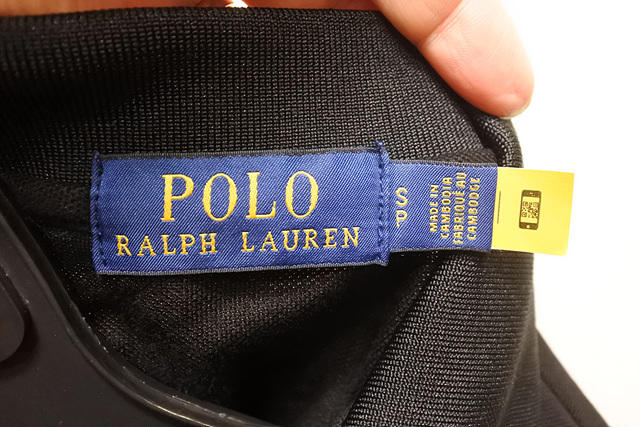 POLO
RALPH LAUREN
S
P
MADE IN
CAMBODIA
FABRIQUÉ AU
CAMBODGE